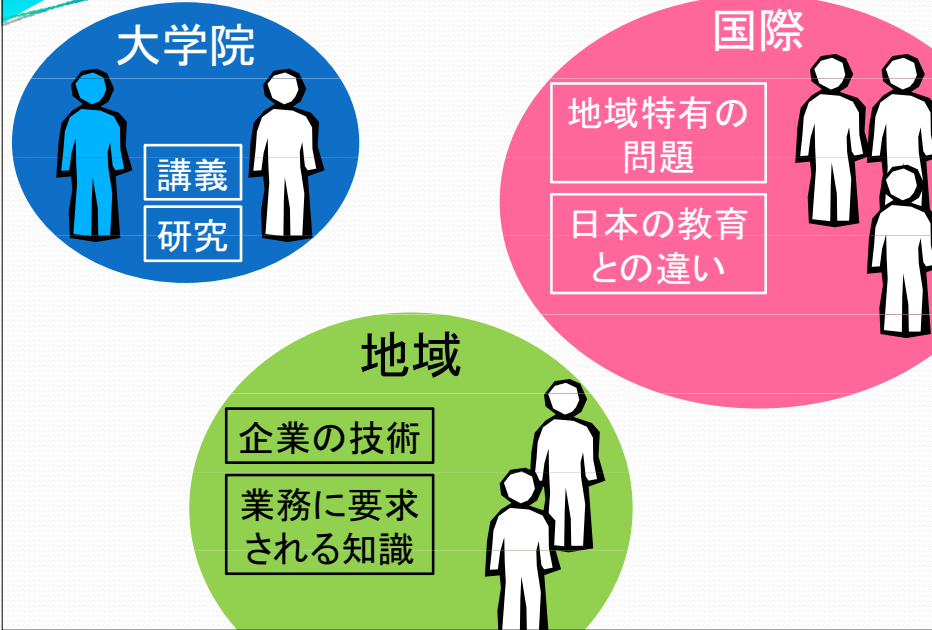 大学院
講義
研究
国際
地域特有の
問題
日本の教育
との違い
地域
企業の技術
業務に要求
される知識